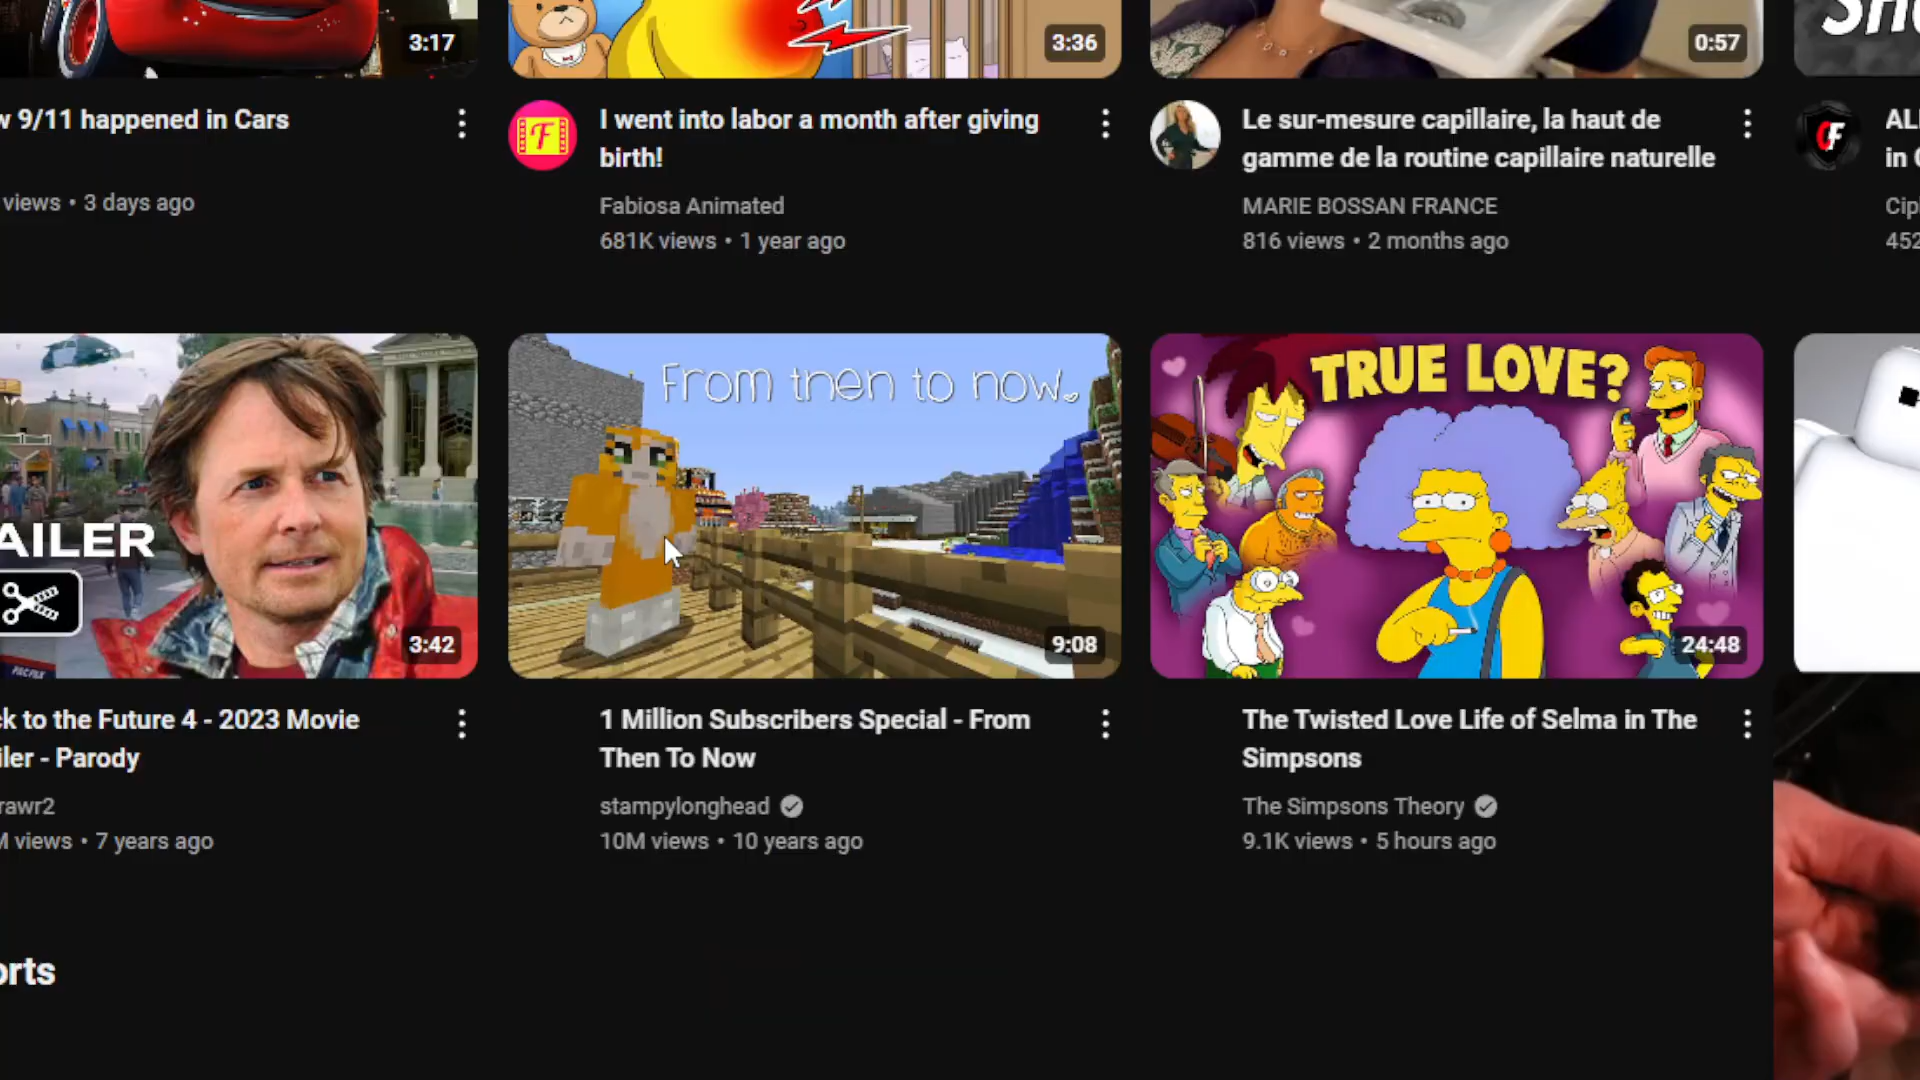 3:17
3:36
0:57
9/11 happened in Cars
I went into labor a month after giving
birth!
Le sur-mesure capillaire, la haut de
gamme de la routine capillaire naturelle
in
views • 3 days ago
Fabiosa Animated
681K views • 1 year ago
MARIE BOSSAN FRANCE
816 views • 2 months ago
452
AILER
3:42
From then to now.
9:08
TRUE LOVE?
24:48
to the Future 4 - 2023 Movie
- Parody
1 Million Subscribers Special - From
Then To Now
The Twisted Love Life of Selma in The
Simpsons
rawr2
views • 7 years ago
stampylonghead
10M views • 10 years ago
The Simpsons Theory
9.1K views • 5 hours ago
orts